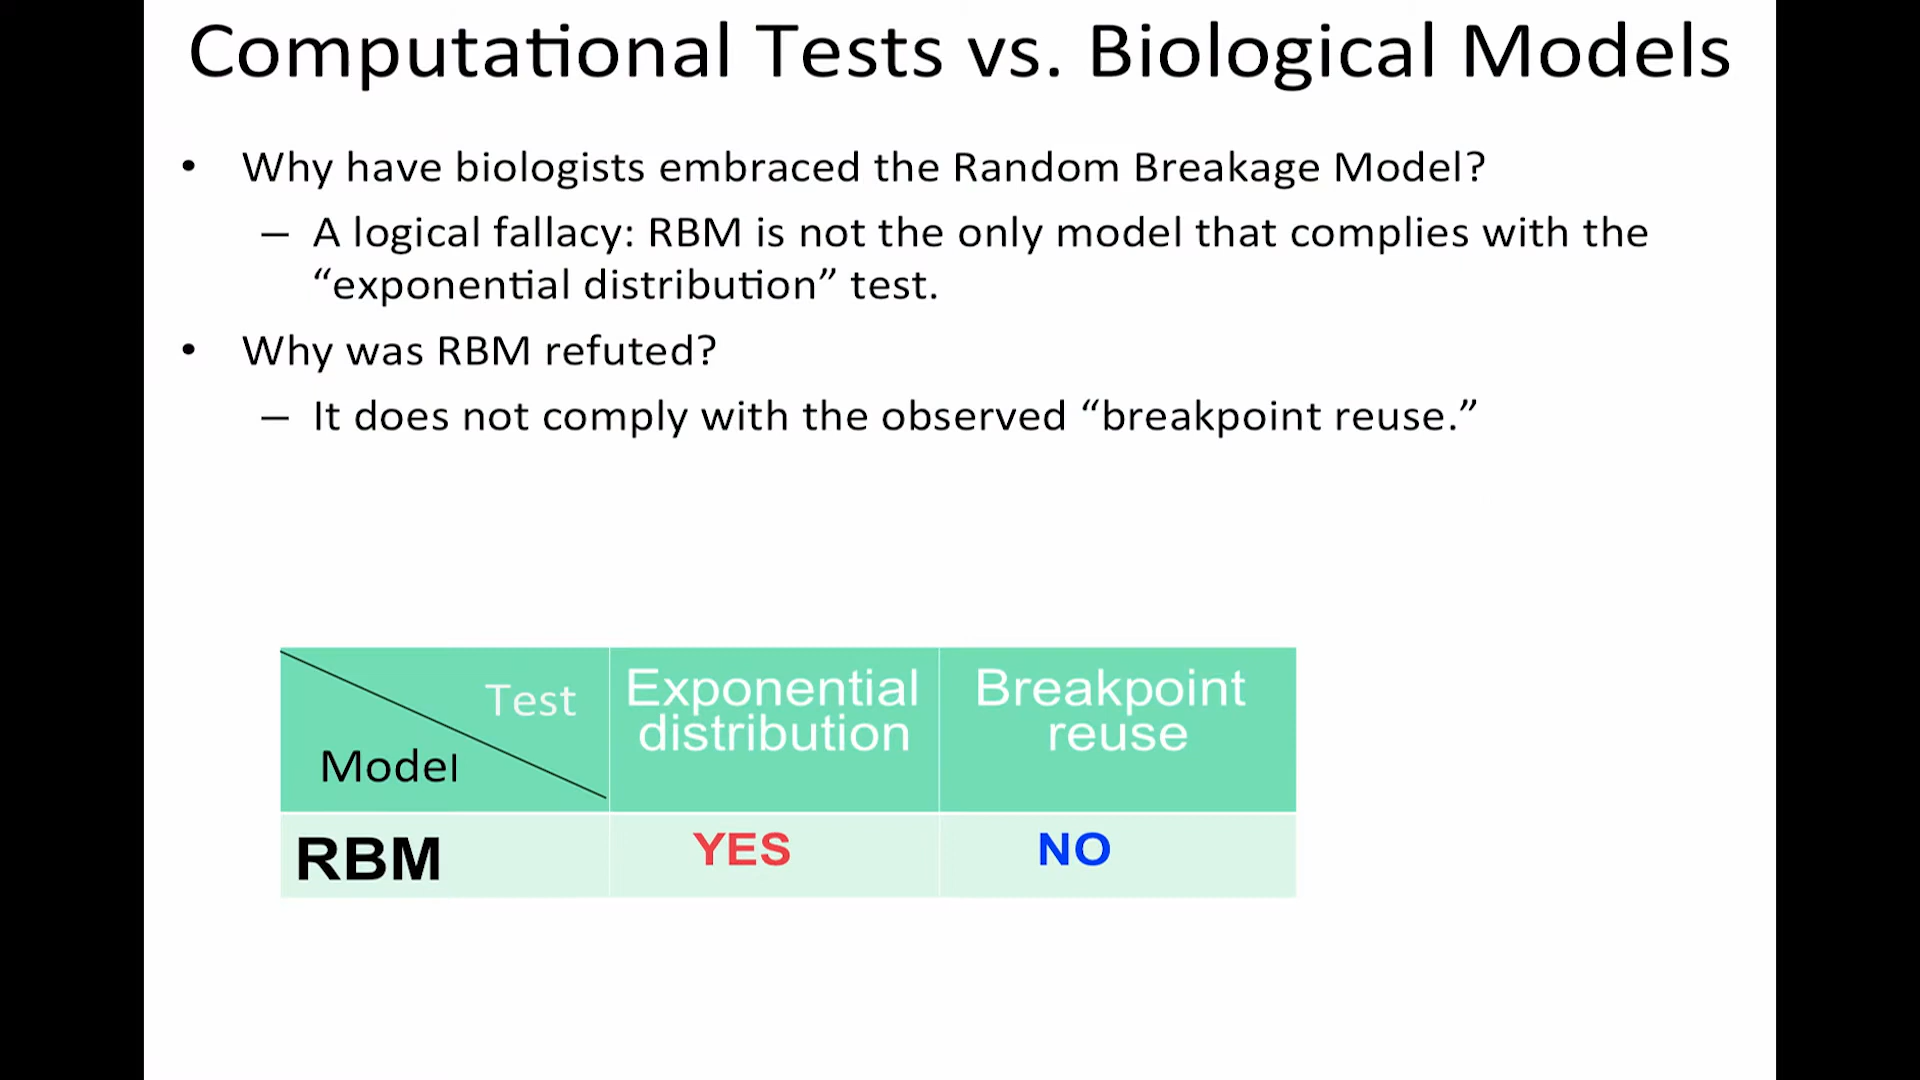 Computational Tests vs. Biological Models
• Why have biologists embraced the Random Breakage Model?
– A logical fallacy: RBM is not the only model that complies with the
“exponential distribution” test.
• Why was RBM refuted?
– It does not comply with the observed “breakpoint reuse.”
Test
Model
Exponential
distribution
Breakpoint
reuse
RBM
YES
NO